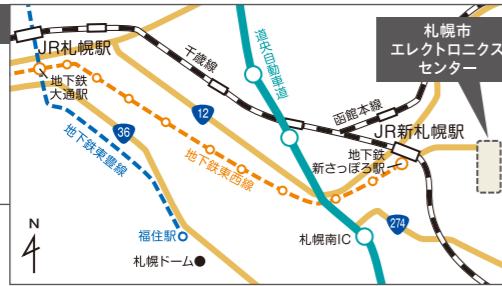 札幌市
エレクトロニクス
センター
JR札幌駅
地下鉄
大通駅
千歳線
道央自動車道
函館本線
JR新札幌駅
12
36
地下鉄東豊線
地下鉄東西線
地下鉄
新さっぽろ駅
福住駅
札幌ドーム
札幌南IC
274
N